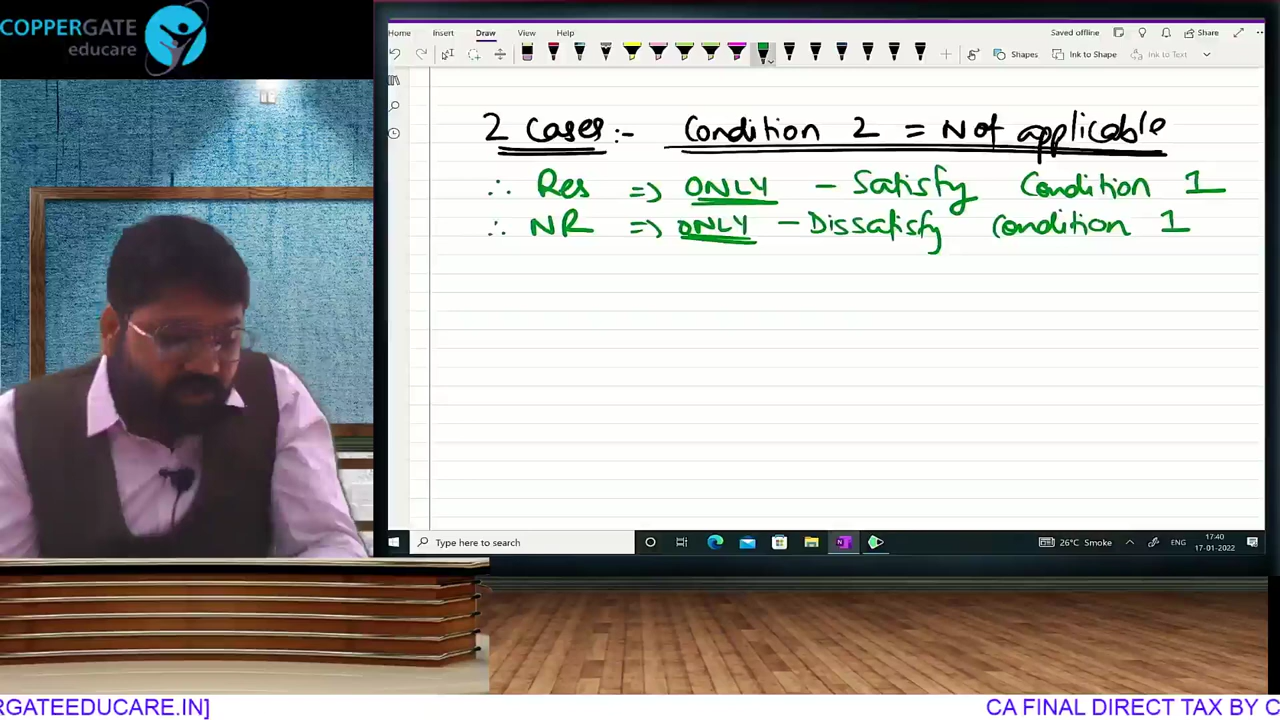 COPPERGATE
educare
Home Insert Draw View Help Saved offline Share
Shapes Ink to Shape Ink to Text
2 Cases :- Condition 2 = Not applicable
∴ Res => ONLY - Satisfy Condition 1
∴ NR => ONLY - Dissatisfy condition 1
Type here to search
26°C Smoke ENG 17:40
17-01-2022
ERGATEEDUCARE.IN] CA FINAL DIRECT TAX BY C